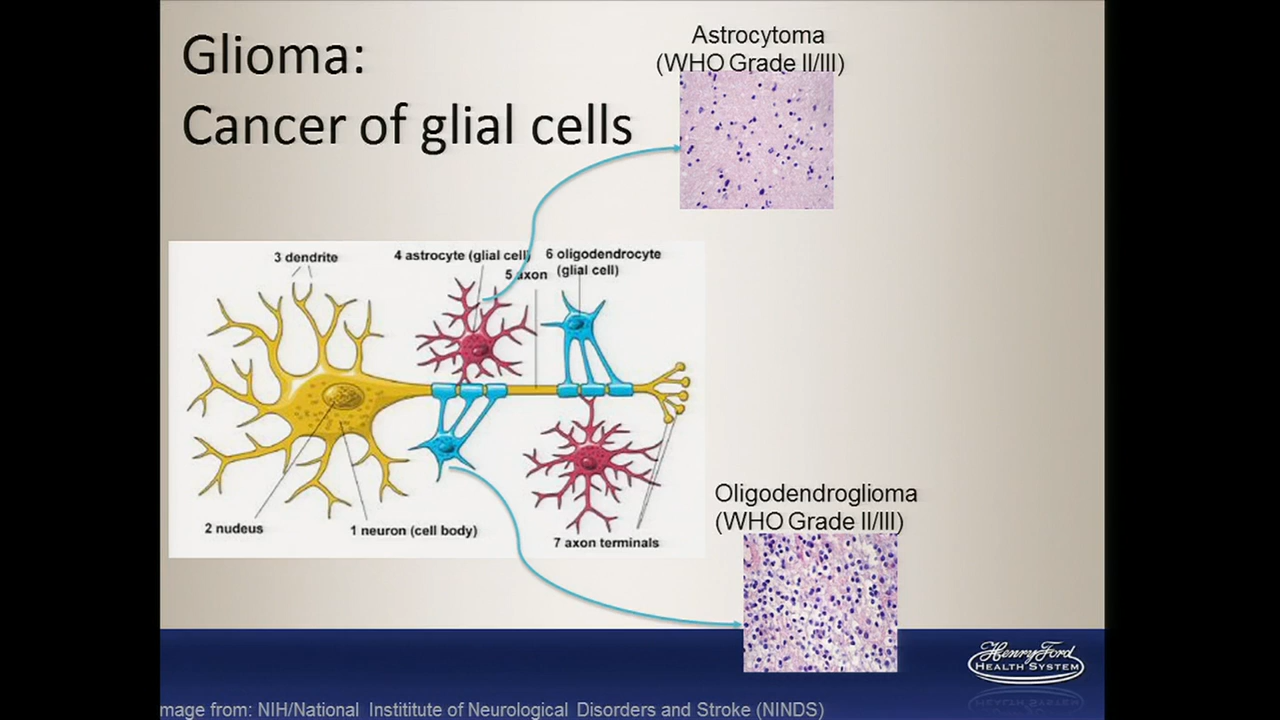 Glioma:
Cancer of glial cells
Astrocytoma
(WHO Grade II/III)
3 dendrite
4 astrocyte (glial cell)
5 axon
6 oligodendrocyte
(glial cell)
2 nudeus
1 neuron (cell body)
7 axon terminals
Oligodendroglioma
(WHO Grade II/III)
Henry Ford
HEALTH SYSTEM
mage from: NIH/National Instititute of Neurological Disorders and Stroke (NINDS)